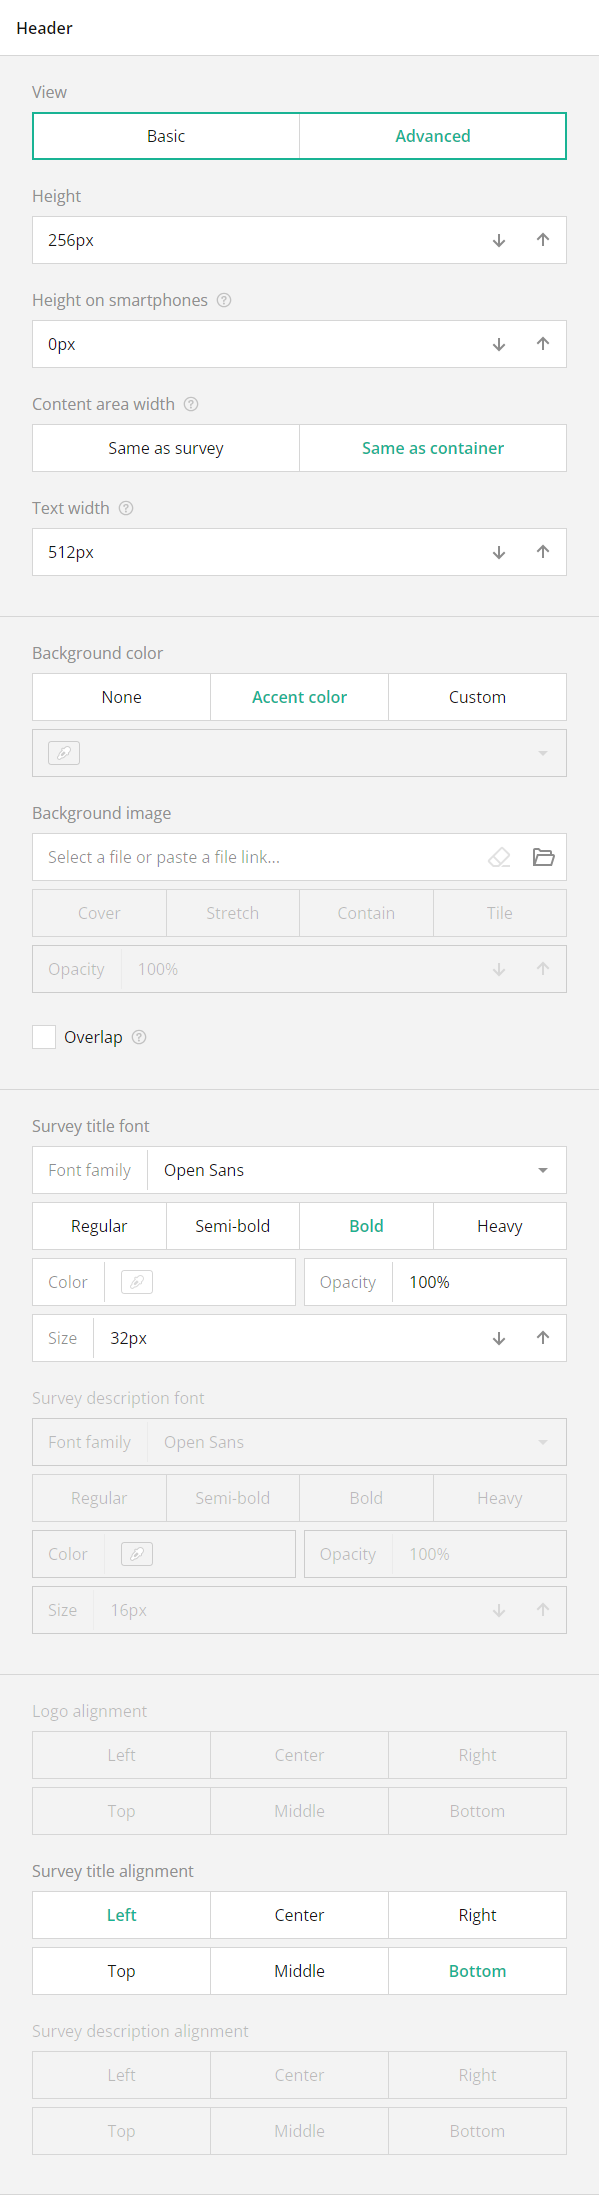 Header
View
Basic Advanced
Height
256px
Height on smartphones
0px
Content area width
Same as survey Same as container
Text width
512px
Background color
None Accent color Custom
Background image
Select a file or paste a file link...
Cover Stretch Contain Tile
Opacity 100%
Overlap
Survey title font
Font family Open Sans
Regular Semi-bold Bold Heavy
Color Opacity 100%
Size 32px
Survey description font
Font family Open Sans
Regular Semi-bold Bold Heavy
Color Opacity 100%
Size 16px
Logo alignment
Left Center Right
Top Middle Bottom
Survey title alignment
Left Center Right
Top Middle Bottom
Survey description alignment
Left Center Right
Top Middle Bottom